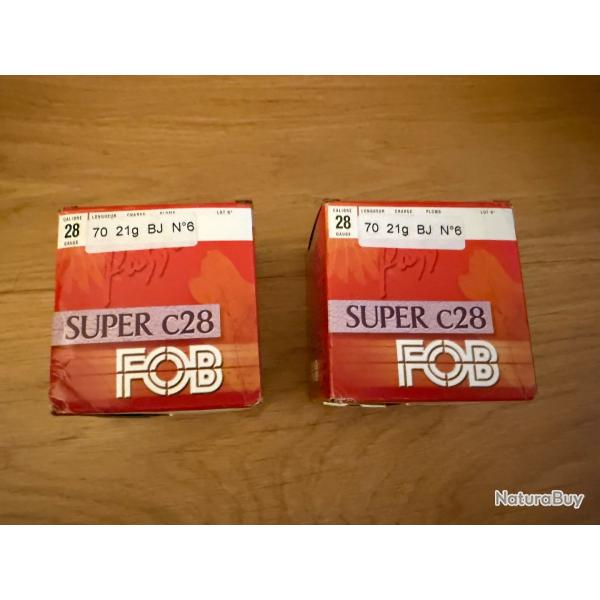 CALIBRE LONGUEUR CHARGE PLOMB LOT N°
28 70 21g BJ N°6
GAUGE
SUPER C28
FOB
CALIBRE LONGUEUR CHARGE PLOMB LOT N°
28 70 21g BJ N°6
GAUGE
SUPER C28
FOB
NaturaBuy